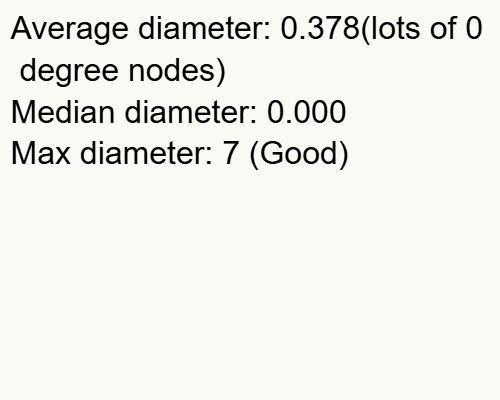 Average diameter: 0.378(lots of 0
degree nodes)
Median diameter: 0.000
Max diameter: 7 (Good)